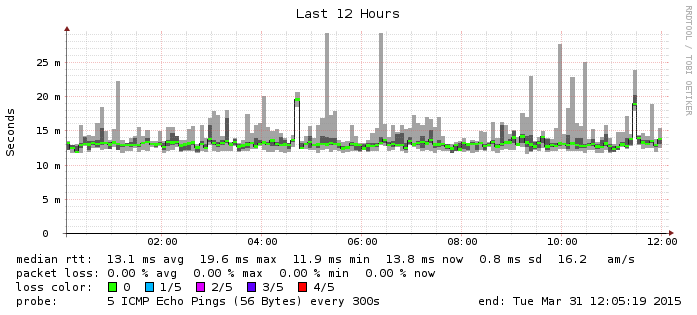 Last 12 Hours
RRDTOOL / TOBI OETIKER
Seconds
25 m
20 m
15 m
10 m
5 m
0
02:00 04:00 06:00 08:00 10:00 12:00
median rtt: 13.1 ms avg 19.6 ms max 11.9 ms min 13.8 ms now 0.8 ms sd 16.2 am/s
packet loss: 0.00 % avg 0.00 % max 0.00 % min 0.00 % now
loss color: 0 1/5 2/5 3/5 4/5
probe: 5 ICMP Echo Pings (56 Bytes) every 300s end: Tue Mar 31 12:05:19 2015